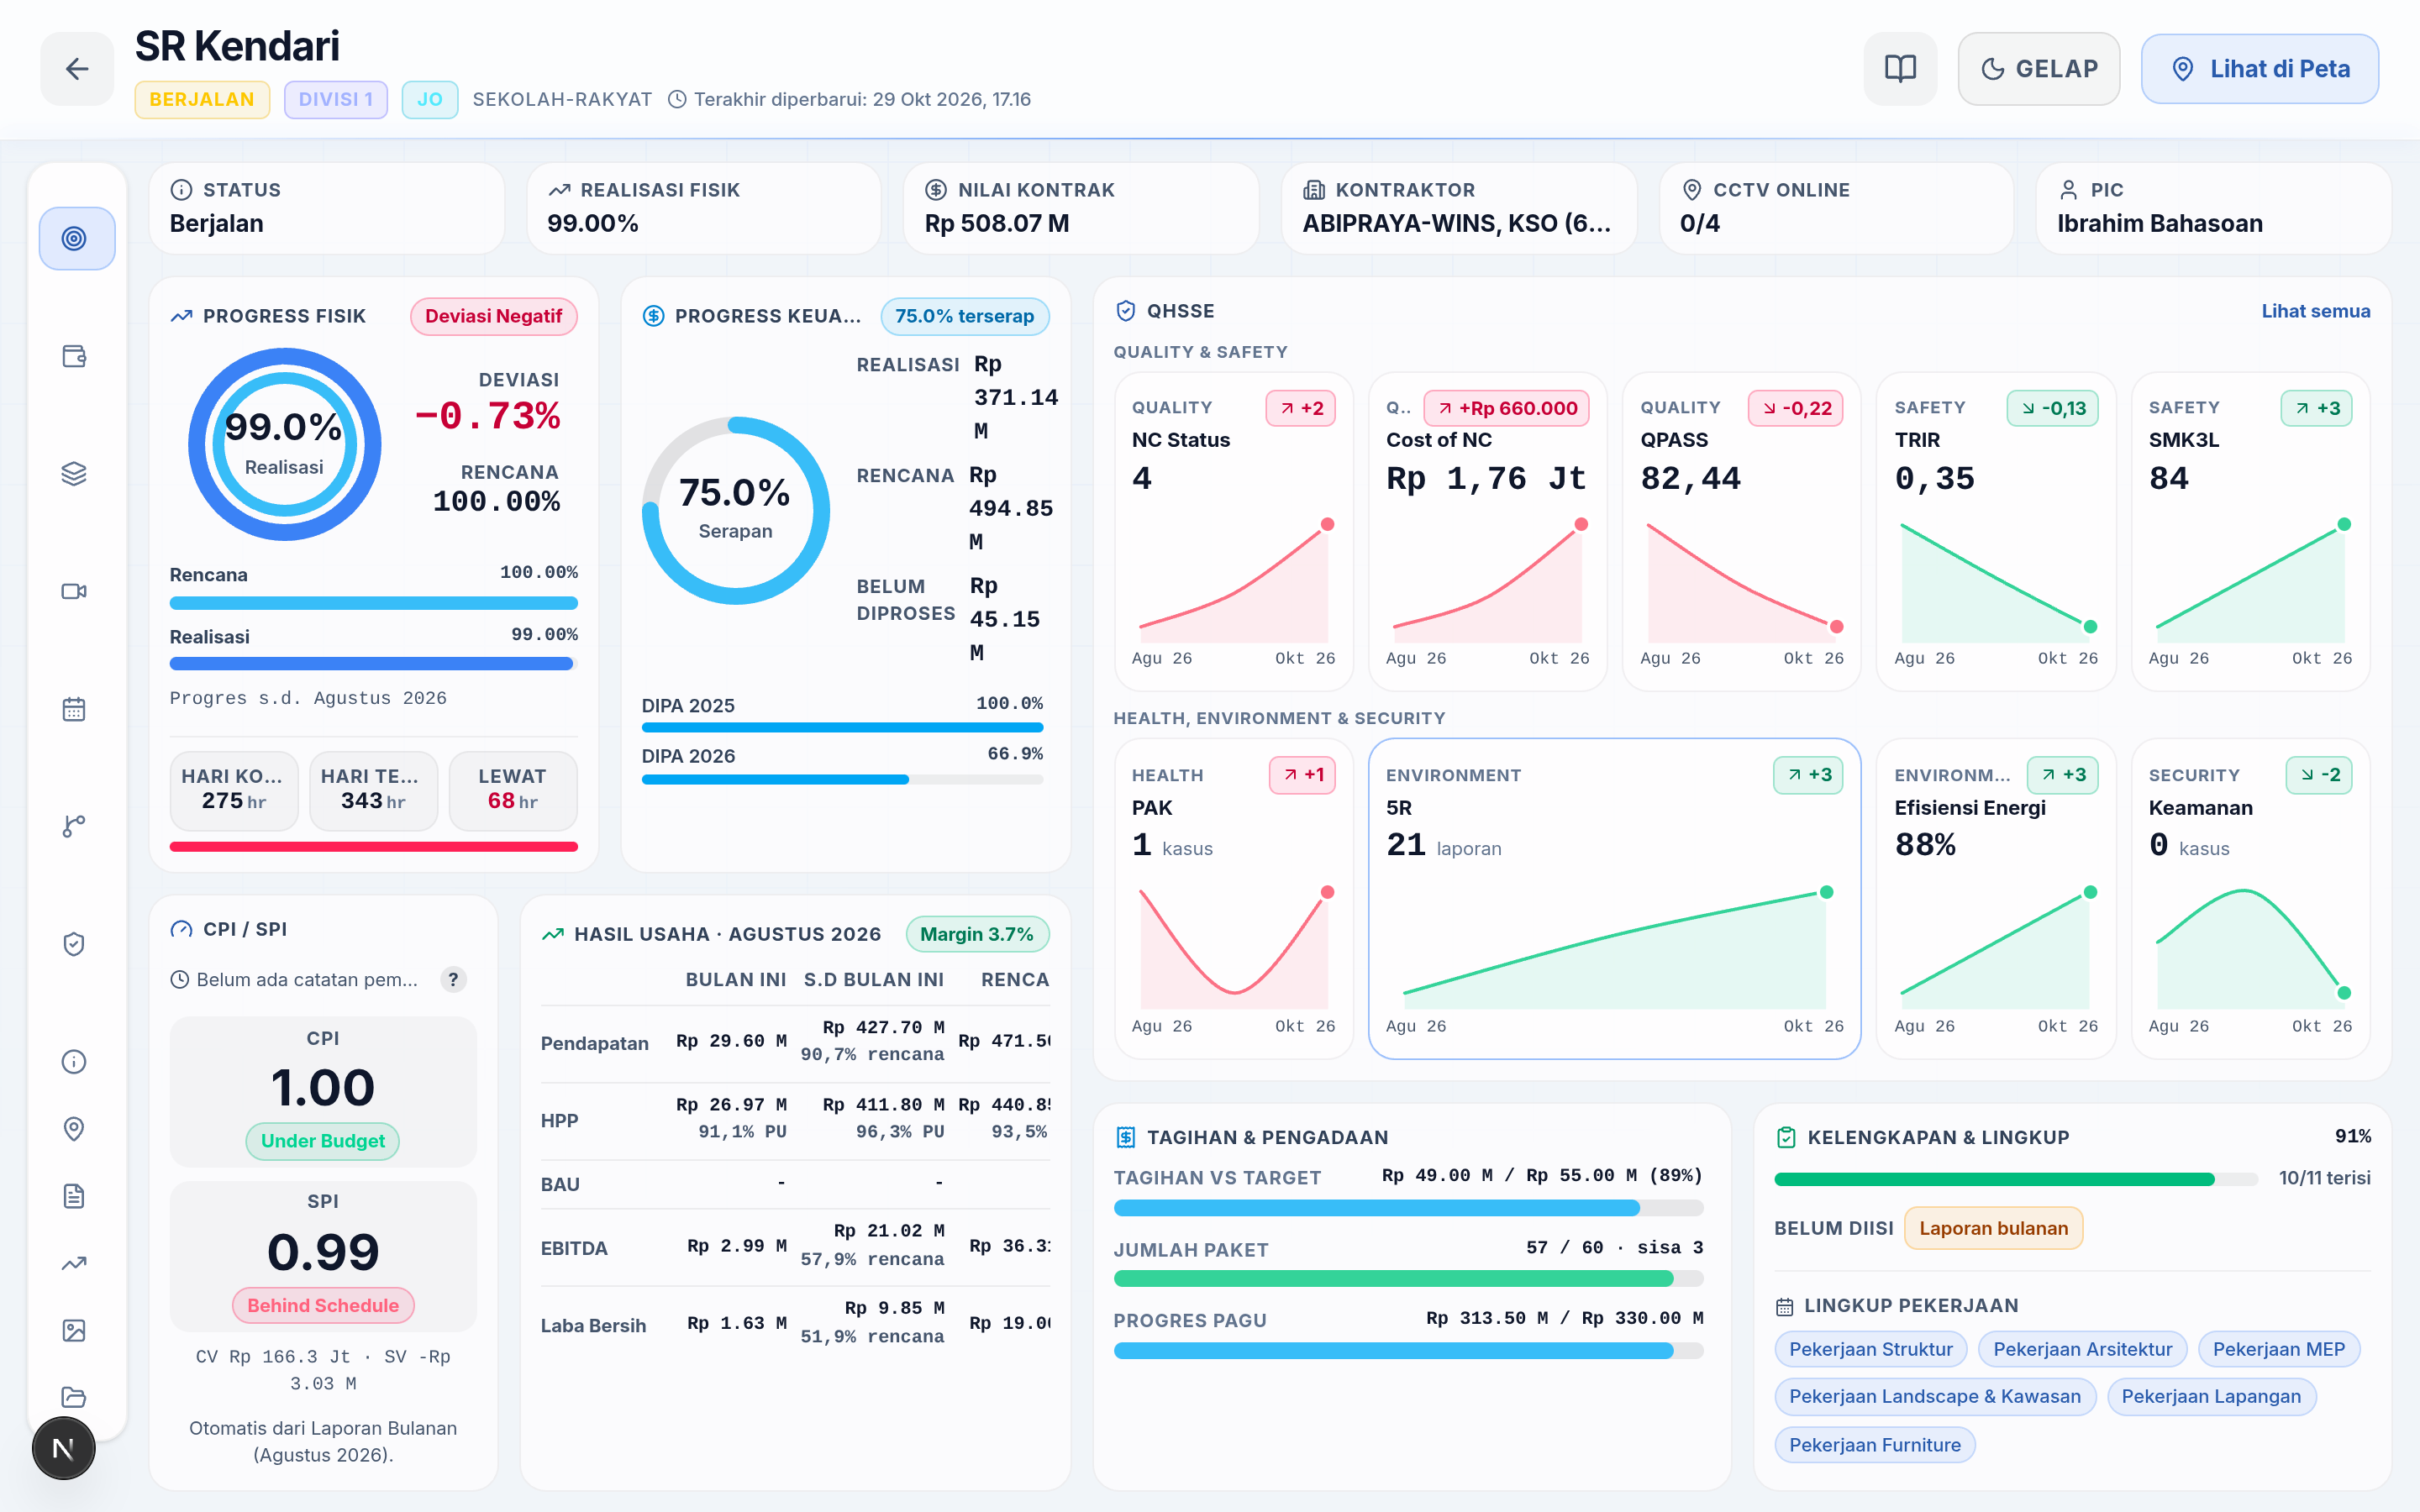 SR Kendari
BERJALAN DIVISI 1 JO SEKOLAH-RAKYAT Terakhir diperbarui: 29 Okt 2026, 17.16
GELAP
Lihat di Peta
STATUS
Berjalan
REALISASI FISIK
99.00%
NILAI KONTRAK
Rp 508.07 M
KONTRAKTOR
ABIPRAYA-WINS, KSO (6...
CCTV ONLINE
0/4
PIC
Ibrahim Bahasoan
PROGRESS FISIK Deviasi Negatif
99.0%
Realisasi
DEVIASI
−0.73%
RENCANA
100.00%
Rencana 100.00%
Realisasi 99.00%
Progres s.d. Agustus 2026
HARI KO...
275 hr
HARI TE...
343 hr
LEWAT
68 hr
PROGRESS KEUA... 75.0% terserap
75.0%
Serapan
REALISASI Rp
371.14
M
RENCANA Rp
494.85
M
BELUM
DIPROSES
Rp
45.15
M
DIPA 2025 100.0%
DIPA 2026 66.9%
QHSSE Lihat semua
QUALITY & SAFETY
QUALITY +2
NC Status
4
Agu 26 Okt 26
Q.. +Rp 660.000
Cost of NC
Rp 1,76 Jt
Agu 26 Okt 26
QUALITY -0,22
QPASS
82,44
Agu 26 Okt 26
SAFETY -0,13
TRIR
0,35
Agu 26 Okt 26
SAFETY +3
SMK3L
84
Agu 26 Okt 26
HEALTH, ENVIRONMENT & SECURITY
HEALTH +1
PAK
1 kasus
Agu 26 Okt 26
ENVIRONMENT +3
5R
21 laporan
Agu 26 Okt 26
ENVIRONM... +3
Efisiensi Energi
88%
Agu 26 Okt 26
SECURITY -2
Keamanan
0 kasus
Agu 26 Okt 26
CPI / SPI
Belum ada catatan pem... ?
CPI
1.00
Under Budget
SPI
0.99
Behind Schedule
CV Rp 166.3 Jt · SV -Rp
3.03 M
Otomatis dari Laporan Bulanan
(Agustus 2026).
HASIL USAHA · AGUSTUS 2026 Margin 3.7%
BULAN INI S.D BULAN INI RENCA
Pendapatan Rp 29.60 M Rp 427.70 M Rp 471.50
90,7% rencana
HPP Rp 26.97 M Rp 411.80 M Rp 440.85
91,1% PU 96,3% PU 93,5%
BAU - -
EBITDA Rp 2.99 M Rp 21.02 M Rp 36.31
57,9% rencana
Laba Bersih Rp 1.63 M Rp 9.85 M Rp 19.00
51,9% rencana
TAGIHAN & PENGADAAN
TAGIHAN VS TARGET Rp 49.00 M / Rp 55.00 M (89%)
JUMLAH PAKET 57 / 60 · sisa 3
PROGRES PAGU Rp 313.50 M / Rp 330.00 M
KELENGKAPAN & LINGKUP 91%
10/11 terisi
BELUM DIISI Laporan bulanan
LINGKUP PEKERJAAN
Pekerjaan Struktur Pekerjaan Arsitektur Pekerjaan MEP
Pekerjaan Landscape & Kawasan Pekerjaan Lapangan
Pekerjaan Furniture
N